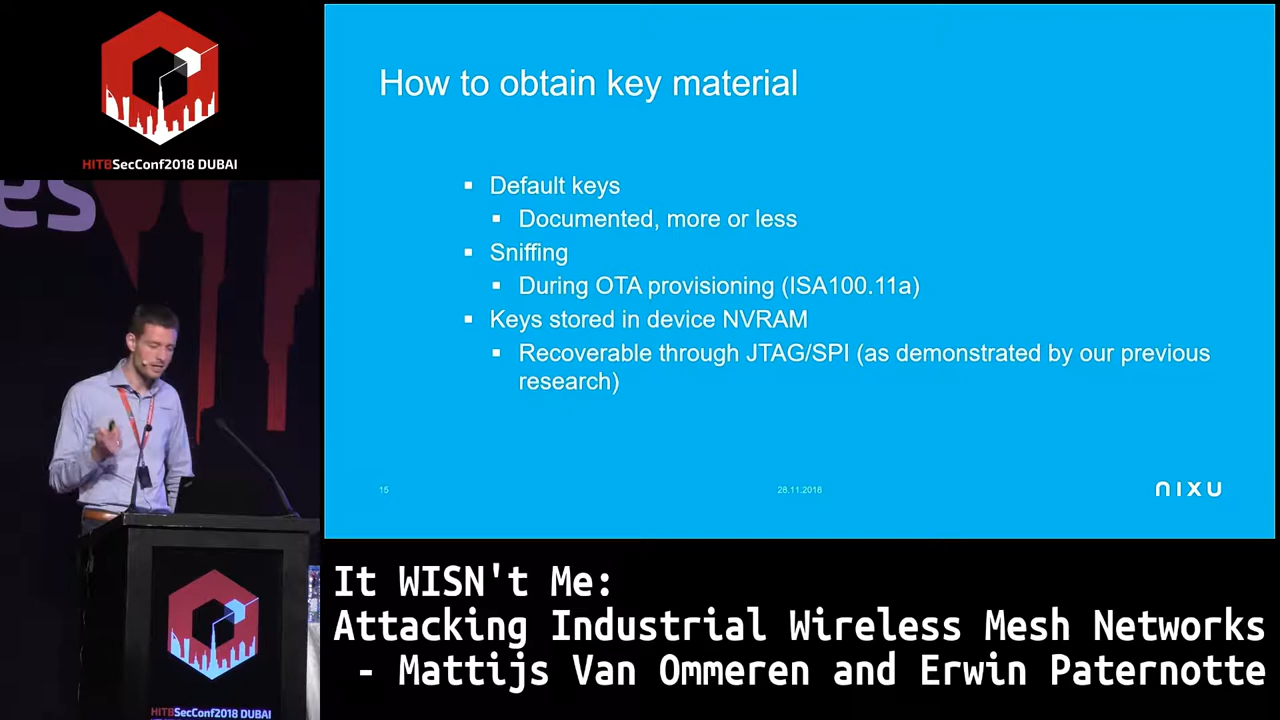 HITBSecConf2018 DUBAI
es
How to obtain key material
Default keys
Documented, more or less
Sniffing
During OTA provisioning (ISA100.11a)
Keys stored in device NVRAM
Recoverable through JTAG/SPI (as demonstrated by our previous
research)
15
28.11.2018
nixu
HITBSecConf2018 DUBAI
It WISN't Me:
Attacking Industrial Wireless Mesh Networks
- Mattijs Van Ommeren and Erwin Paternotte